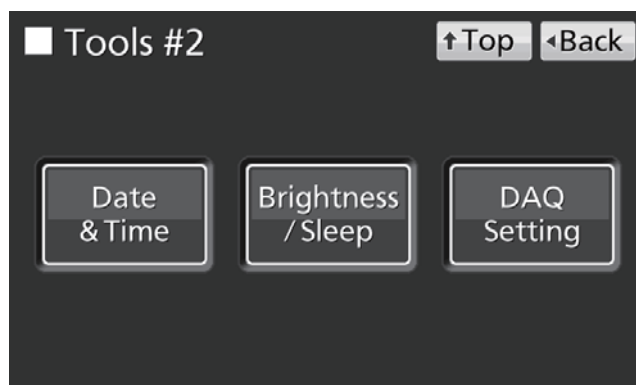 Tools #2
Top
Back
Date
& Time
Brightness
/ Sleep
DAQ
Setting